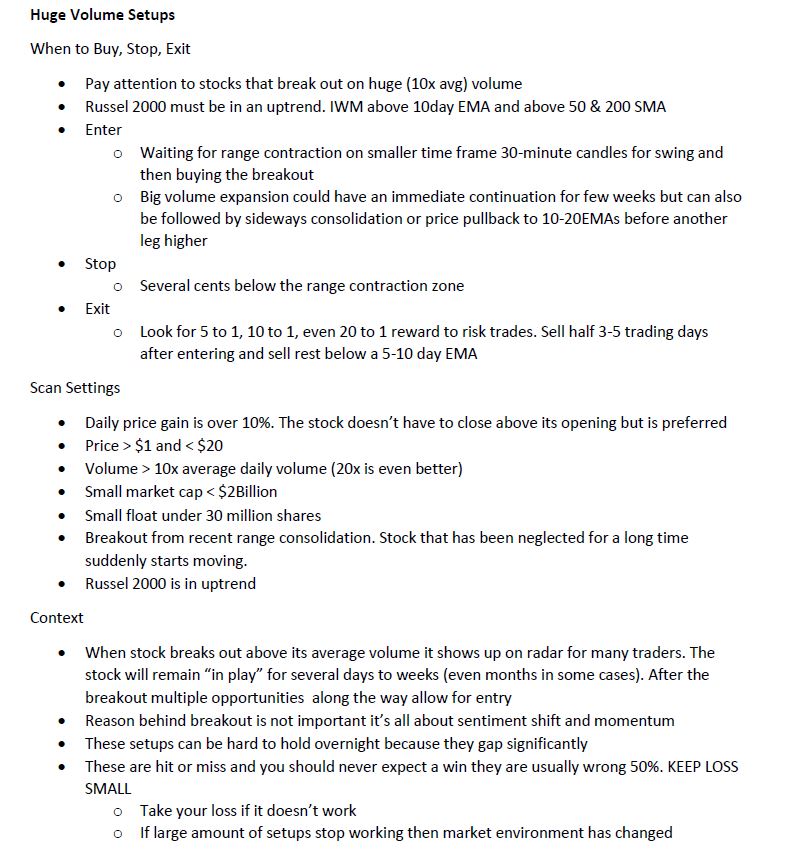 Huge Volume Setups
When to Buy, Stop, Exit
• Pay attention to stocks that break out on huge (10x avg) volume
• Russel 2000 must be in an uptrend. IWM above 10day EMA and above 50 & 200 SMA
• Enter
o Waiting for range contraction on smaller time frame 30-minute candles for swing and
then buying the breakout
o Big volume expansion could have an immediate continuation for few weeks but can also
be followed by sideways consolidation or price pullback to 10-20EMAs before another
leg higher
• Stop
o Several cents below the range contraction zone
• Exit
o Look for 5 to 1, 10 to 1, even 20 to 1 reward to risk trades. Sell half 3-5 trading days
after entering and sell rest below a 5-10 day EMA
Scan Settings
• Daily price gain is over 10%. The stock doesn’t have to close above its opening but is preferred
• Price > $1 and < $20
• Volume > 10x average daily volume (20x is even better)
• Small market cap < $2Billion
• Small float under 30 million shares
• Breakout from recent range consolidation. Stock that has been neglected for a long time
suddenly starts moving.
• Russel 2000 is in uptrend
Context
• When stock breaks out above its average volume it shows up on radar for many traders. The
stock will remain “in play” for several days to weeks (even months in some cases). After the
breakout multiple opportunities along the way allow for entry
• Reason behind breakout is not important it’s all about sentiment shift and momentum
• These setups can be hard to hold overnight because they gap significantly
• These are hit or miss and you should never expect a win they are usually wrong 50%. KEEP LOSS
SMALL
o Take your loss if it doesn’t work
o If large amount of setups stop working then market environment has changed